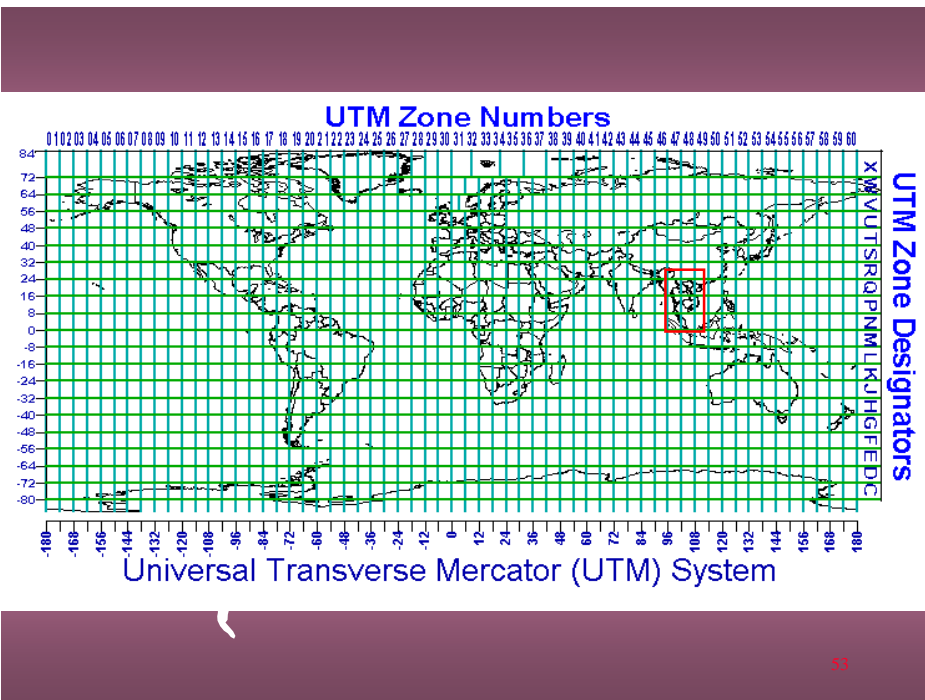 UTM Zone Numbers
01 02 03 04 05 06 07 08 09 10 11 12 13 14 15 16 17 18 19 20 21 22 23 24 25 26 27 28 29 30 31 32 33 34 35 36 37 38 39 40 41 42 43 44 45 46 47 48 49 50 51 52 53 54 55 56 57 58 59 60
84
72
64
56
48
40
32
24
16
8
0
-8
-16
-24
-32
-40
-48
-56
-64
-72
-80
X
W
V
U
T
S
R
Q
P
N
M
L
K
J
H
G
F
E
D
C
UTM Zone Designators
-180 -168 -156 -144 -132 -120 -108 -96 -84 -72 -60 -48 -36 -24 -12 0 12 24 36 48 60 72 84 96 108 120 132 144 156 168 180
Universal Transverse Mercator (UTM) System
53